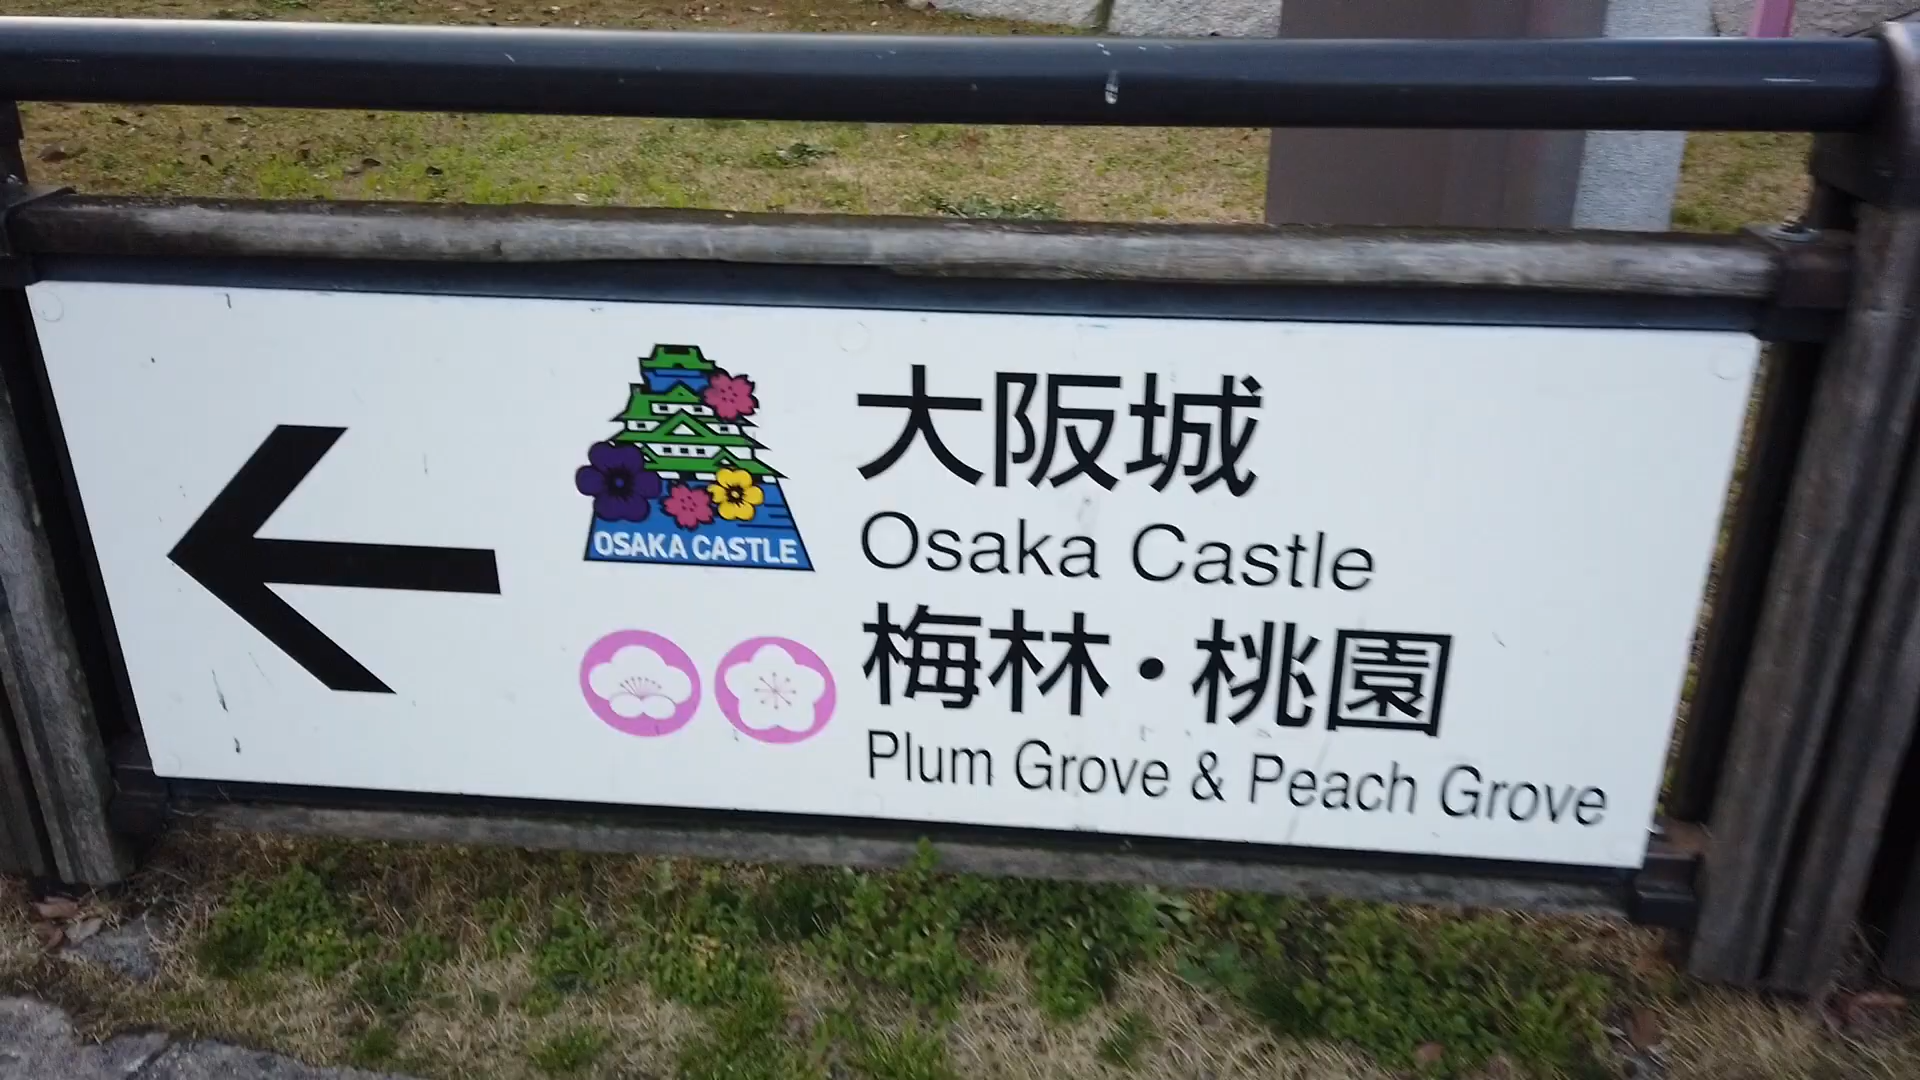 大阪城
OSAKA CASTLE
Osaka Castle
梅林・桃園
Plum Grove & Peach Grove